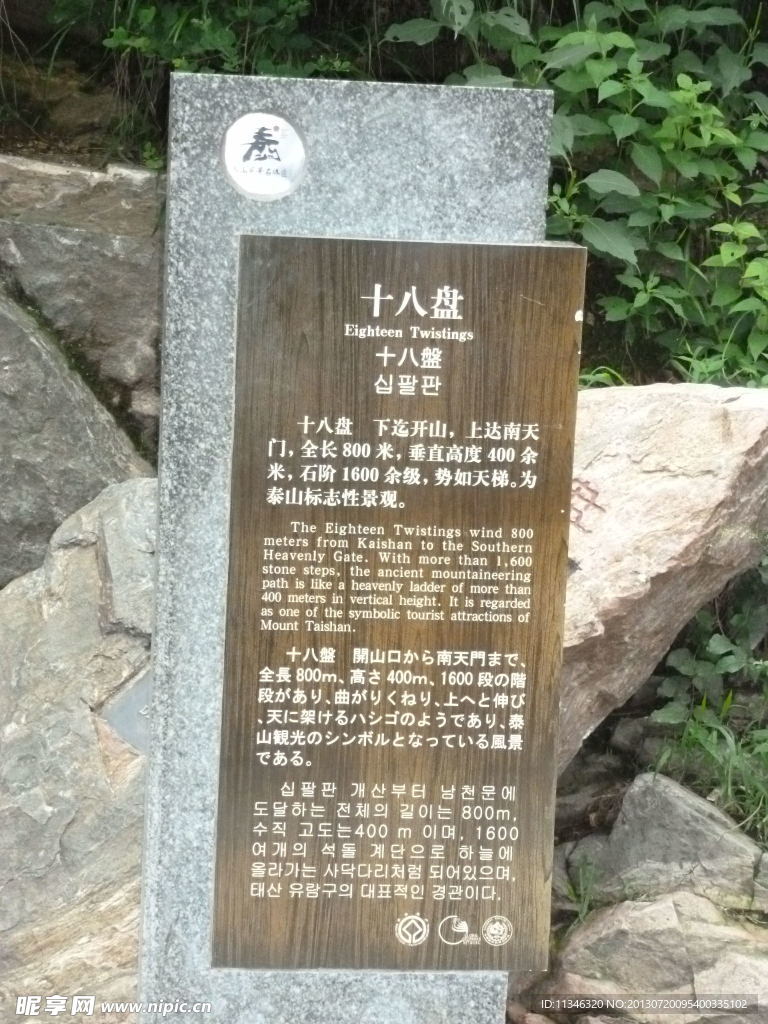 十八盘
Eighteen Twistings
十八盤
십팔판
十八盘 下迄开山，上达南天
门，全长800米，垂直高度400余
米，石阶1600余级，势如天梯。为
泰山标志性景观。
The Eighteen Twistings wind 800
meters from Kaishan to the Southern
Heavenly Gate. With more than 1,600
stone steps, the ancient mountaineering
path is like a heavenly ladder of more than
400 meters in vertical height. It is regarded
as one of the symbolic tourist attractions of
Mount Taishan.
十八盤 開山口から南天門まで、
全長800m、高さ400m、1600段の階
段があり、曲がりくねり、上へと伸び
、天に架けるハシゴのようであり、泰
山観光のシンボルとなっている風景
である。
십팔판 개산부터 남천문에
도달하는 전체의 길이는 800m,
수직 고도는400 m 이며, 1600
여개의 석돌 계단으로 하늘에
올라가는 사닥다리처럼 되어있으며,
태산 유람구의 대표적인 경관이다.
昵享网 www.nipic.cn
ID:11346320 NO:20130720095400335102